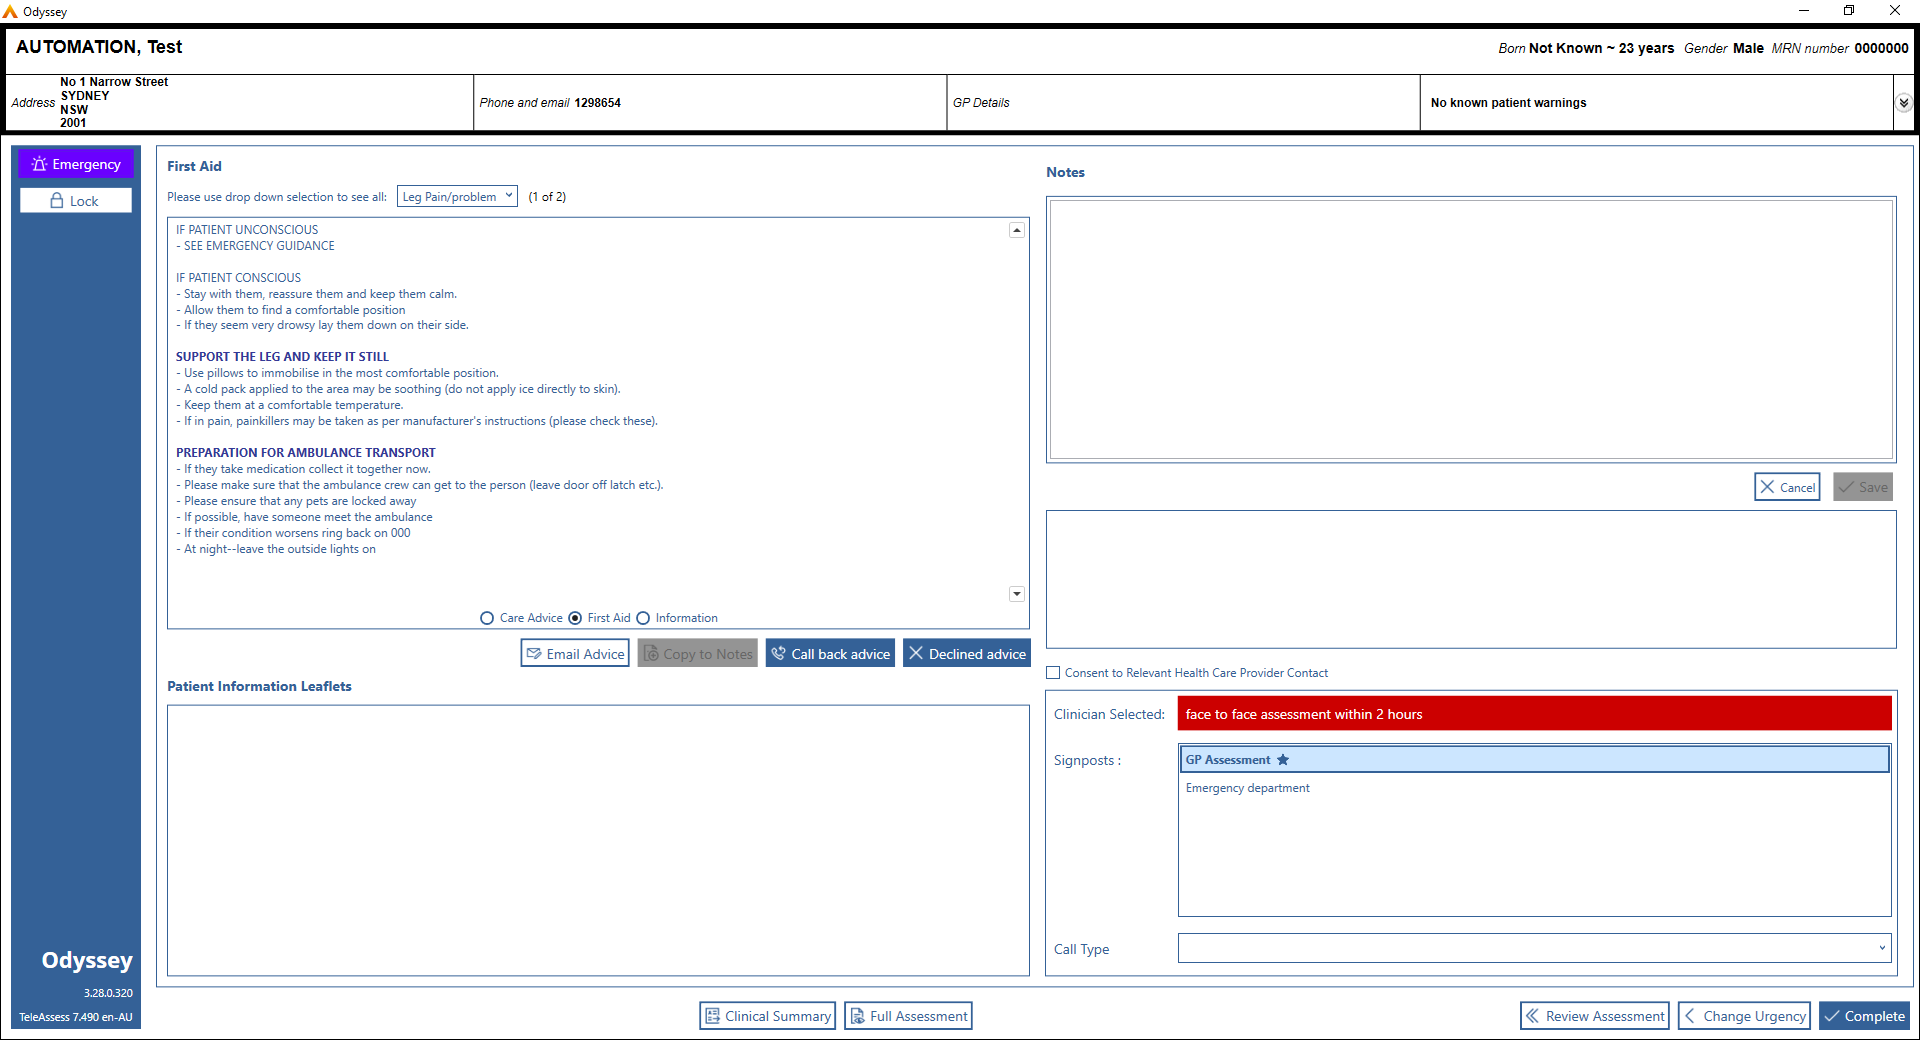 Odyssey
AUTOMATION, Test
Born Not Known ~ 23 years Gender Male MRN number 0000000
Address No 1 Narrow Street
SYDNEY
NSW
2001
Phone and email 1298654
GP Details
No known patient warnings
Emergency
Lock
First Aid
Please use drop down selection to see all: Leg Pain/problem (1 of 2)
IF PATIENT UNCONSCIOUS
- SEE EMERGENCY GUIDANCE
IF PATIENT CONSCIOUS
- Stay with them, reassure them and keep them calm.
- Allow them to find a comfortable position
- If they seem very drowsy lay them down on their side.
SUPPORT THE LEG AND KEEP IT STILL
- Use pillows to immobilise in the most comfortable position.
- A cold pack applied to the area may be soothing (do not apply ice directly to skin).
- Keep them at a comfortable temperature.
- If in pain, painkillers may be taken as per manufacturer's instructions (please check these).
PREPARATION FOR AMBULANCE TRANSPORT
- If they take medication collect it together now.
- Please make sure that the ambulance crew can get to the person (leave door off latch etc.).
- Please ensure that any pets are locked away
- If possible, have someone meet the ambulance
- If their condition worsens ring back on 000
- At night--leave the outside lights on
Care Advice First Aid Information
Email Advice Copy to Notes Call back advice Declined advice
Patient Information Leaflets
Notes
Cancel Save
Consent to Relevant Health Care Provider Contact
Clinician Selected: face to face assessment within 2 hours
Signposts : GP Assessment
Emergency department
Call Type
Odyssey
3.28.0.320
TeleAssess 7.490 en-AU
Clinical Summary Full Assessment Review Assessment Change Urgency Complete